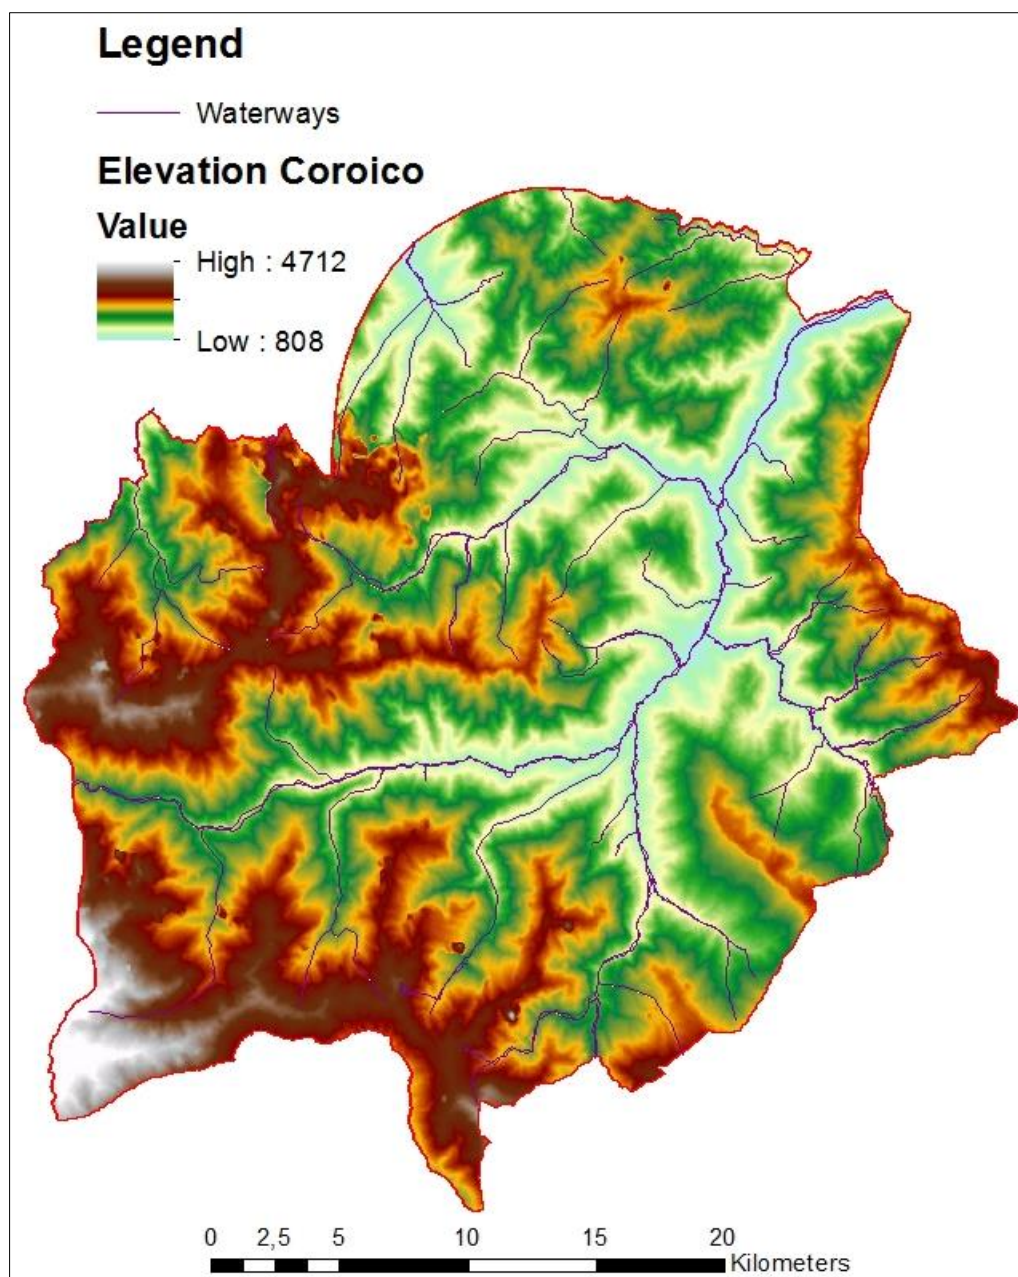 Legend
Waterways
Elevation Coroico
Value
High : 4712
Low : 808
0 2,5 5 10 15 20
Kilometers